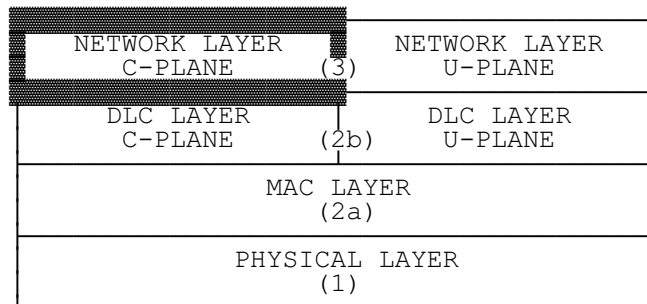 NETWORK LAYER NETWORK LAYER
C-PLANE (3) U-PLANE
DLC LAYER DLC LAYER
C-PLANE (2b) U-PLANE
MAC LAYER
(2a)
PHYSICAL LAYER
(1)